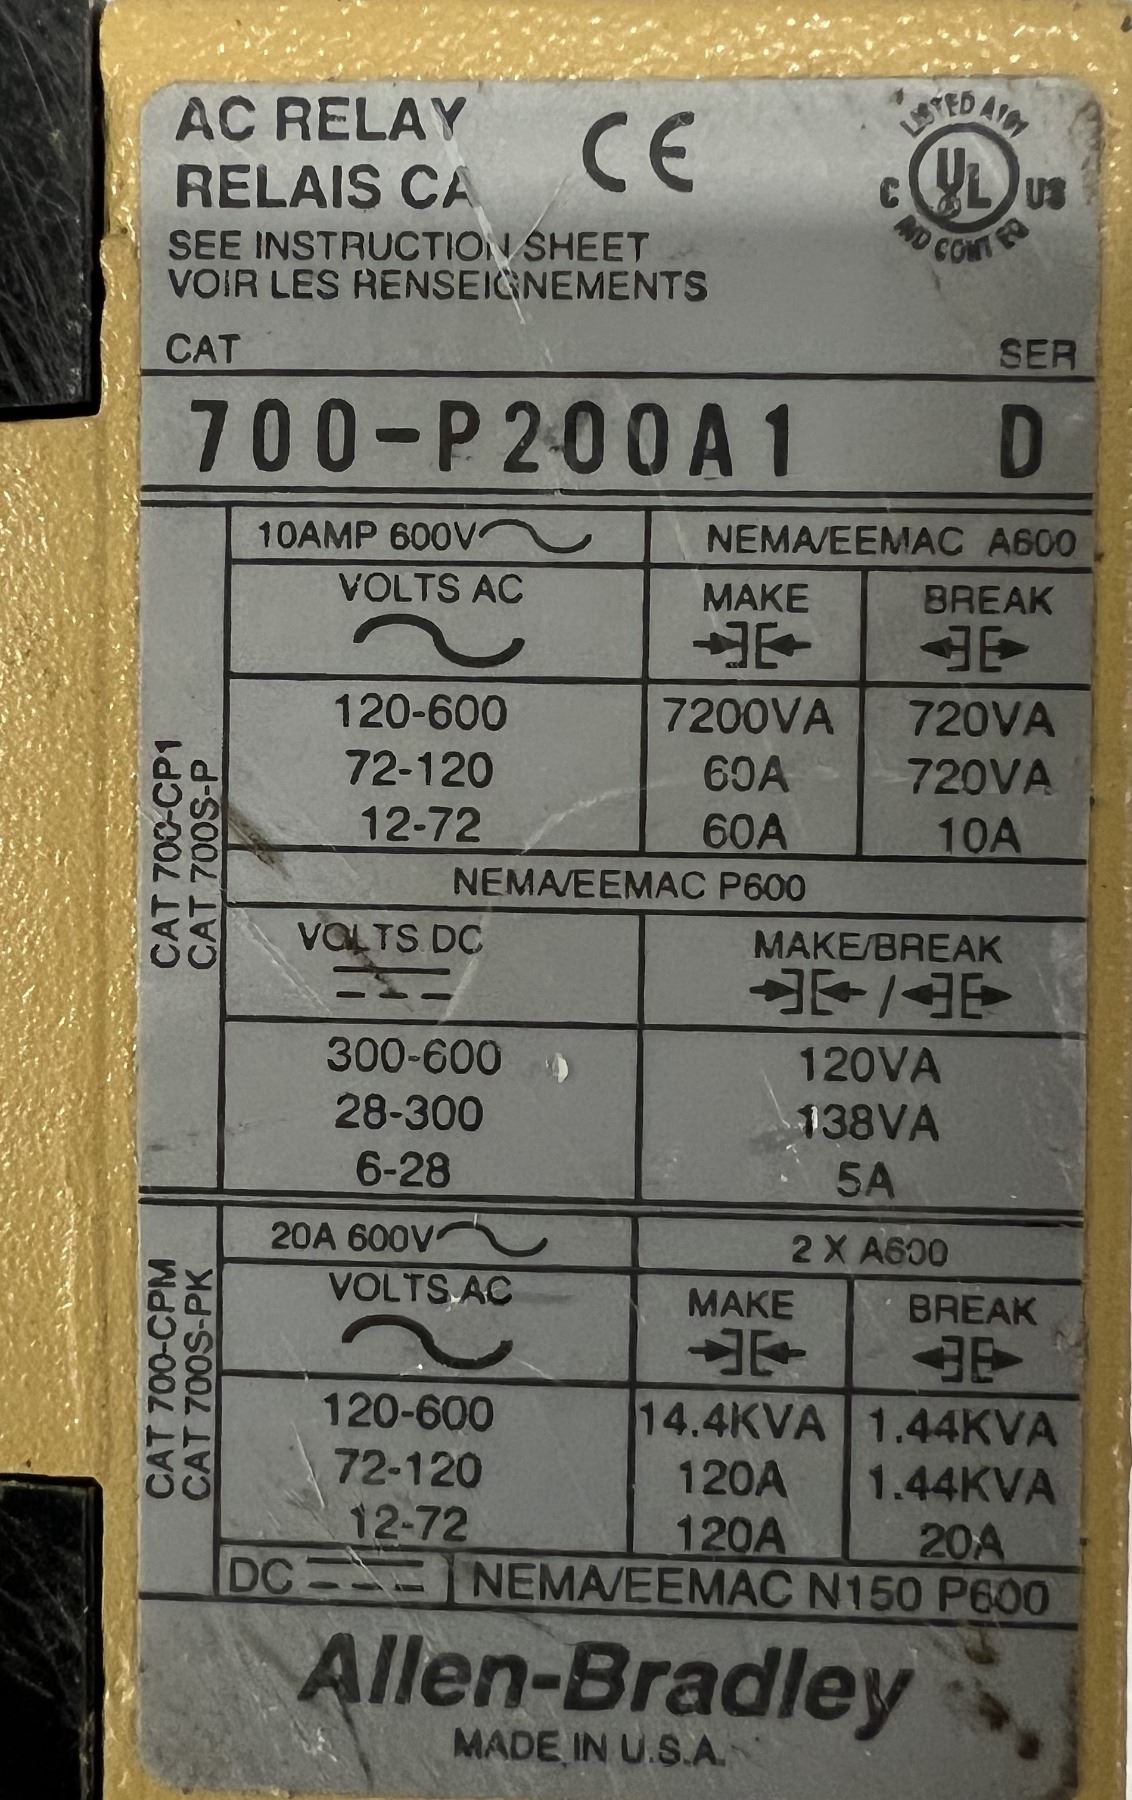 AC RELAY
RELAIS CA
CE
LISTED A101
C UL US
IND CONT EQ
SEE INSTRUCTION SHEET
VOIR LES RENSEIGNEMENTS
CAT SER
700-P200A1 D
CAT 700-CP1
CAT 700S-P
10AMP 600V NEMA/EEMAC A600
VOLTS AC MAKE BREAK
120-600 7200VA 720VA
72-120 60A 720VA
12-72 60A 10A
NEMA/EEMAC P600
VOLTS DC MAKE/BREAK
/
300-600 120VA
28-300 138VA
6-28 5A
CAT 700-CPM
CAT 700S-PK
20A 600V 2 X A600
VOLTS AC MAKE BREAK
120-600 14.4KVA 1.44KVA
72-120 120A 1.44KVA
12-72 120A 20A
DC NEMA/EEMAC N150 P600
Allen-Bradley
MADE IN U.S.A.